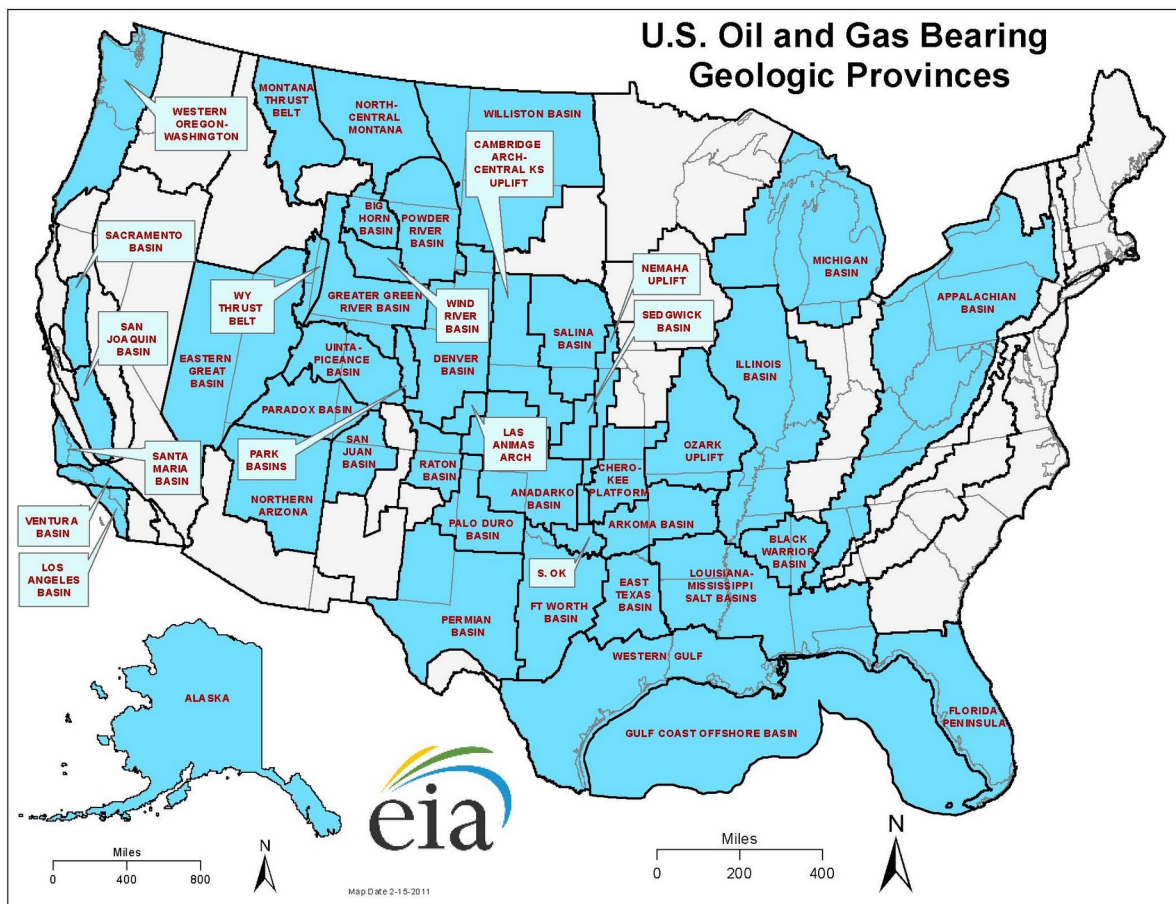 U.S. Oil and Gas Bearing
Geologic Provinces
WESTERN
OREGON-
WASHINGTON
MONTANA
THRUST
BELT
NORTH-
CENTRAL
MONTANA
WILLISTON BASIN
CAMBRIDGE
ARCH-
CENTRAL KS
UPLIFT
BIG
HORN
BASIN
POWDER
RIVER
BASIN
SACRAMENTO
BASIN
MICHIGAN
BASIN
NEMAHA
UPLIFT
APPALACHIAN
BASIN
WY
THRUST
BELT
GREATER GREEN
RIVER BASIN
WIND
RIVER
BASIN
SEDGWICK
BASIN
SAN
JOAQUIN
BASIN
EASTERN
GREAT
BASIN
UINTA-
PICEANCE
BASIN
DENVER
BASIN
SALINA
BASIN
ILLINOIS
BASIN
PARADOX BASIN
SANTA
MARIA
BASIN
PARK
BASINS
SAN
JUAN
BASIN
LAS
ANIMAS
ARCH
OZARK
UPLIFT
RATON
BASIN
CHERO-
KEE
PLATFORM
NORTHERN
ARIZONA
ANADARKO
BASIN
VENTURA
BASIN
PALO DURO
BASIN
ARKOMA BASIN
BLACK
WARRIOR
BASIN
LOS
ANGELES
BASIN
S. OK
EAST
TEXAS
BASIN
LOUISIANA-
MISSISSIPPI
SALT BASINS
PERMIAN
BASIN
FT WORTH
BASIN
WESTERN GULF
ALASKA
GULF COAST OFFSHORE BASIN
FLORIDA
PENINSULA
eia
Miles
0 400 800
N
Map Date 2-15-2011
Miles
0 200 400
N